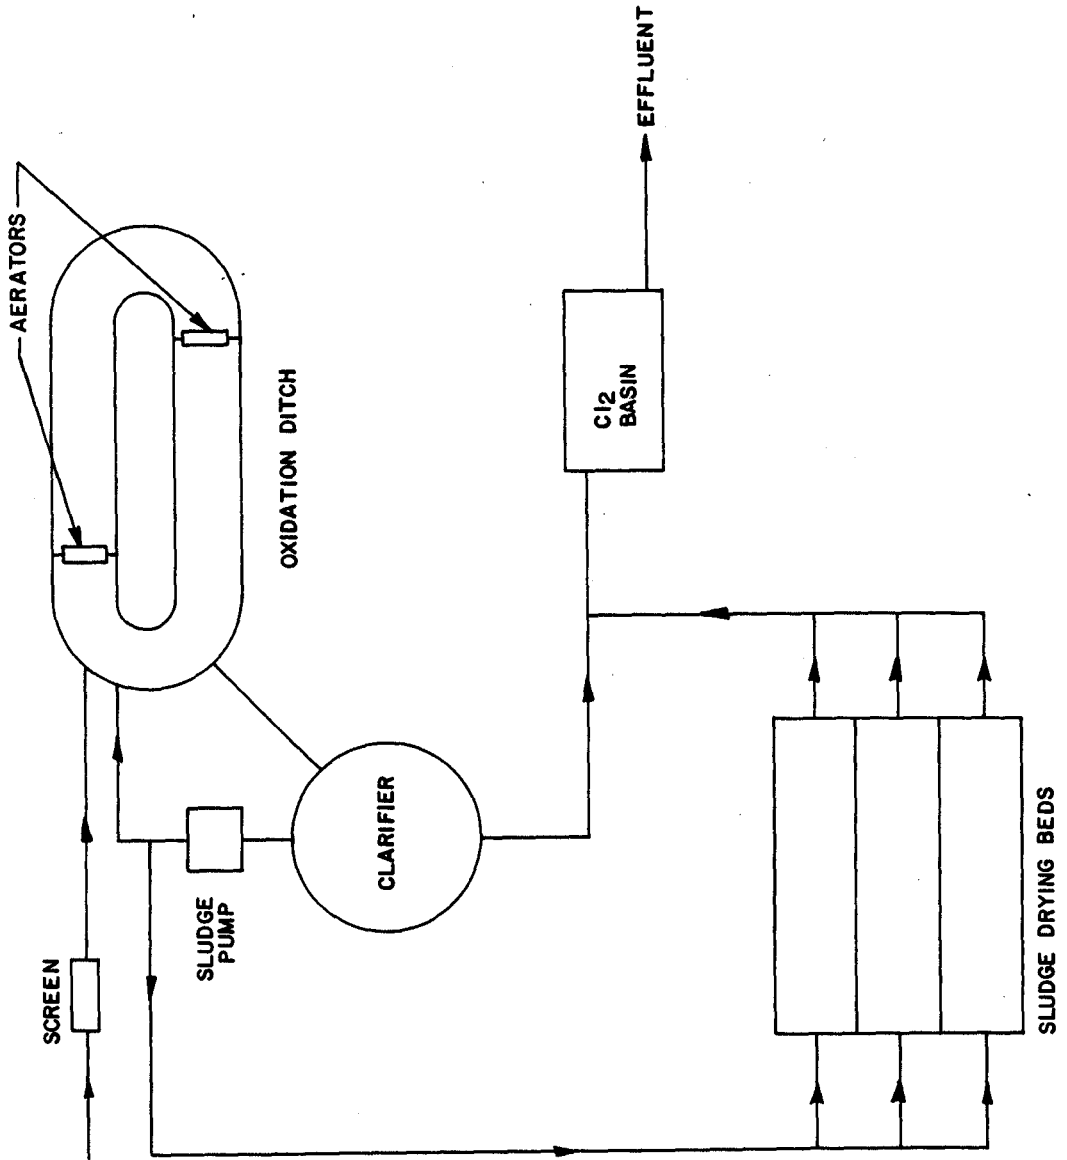 AERATORS
OXIDATION DITCH
SCREEN
SLUDGE
PUMP
CLARIFIER
Cl2
BASIN
EFFLUENT
SLUDGE DRYING BEDS